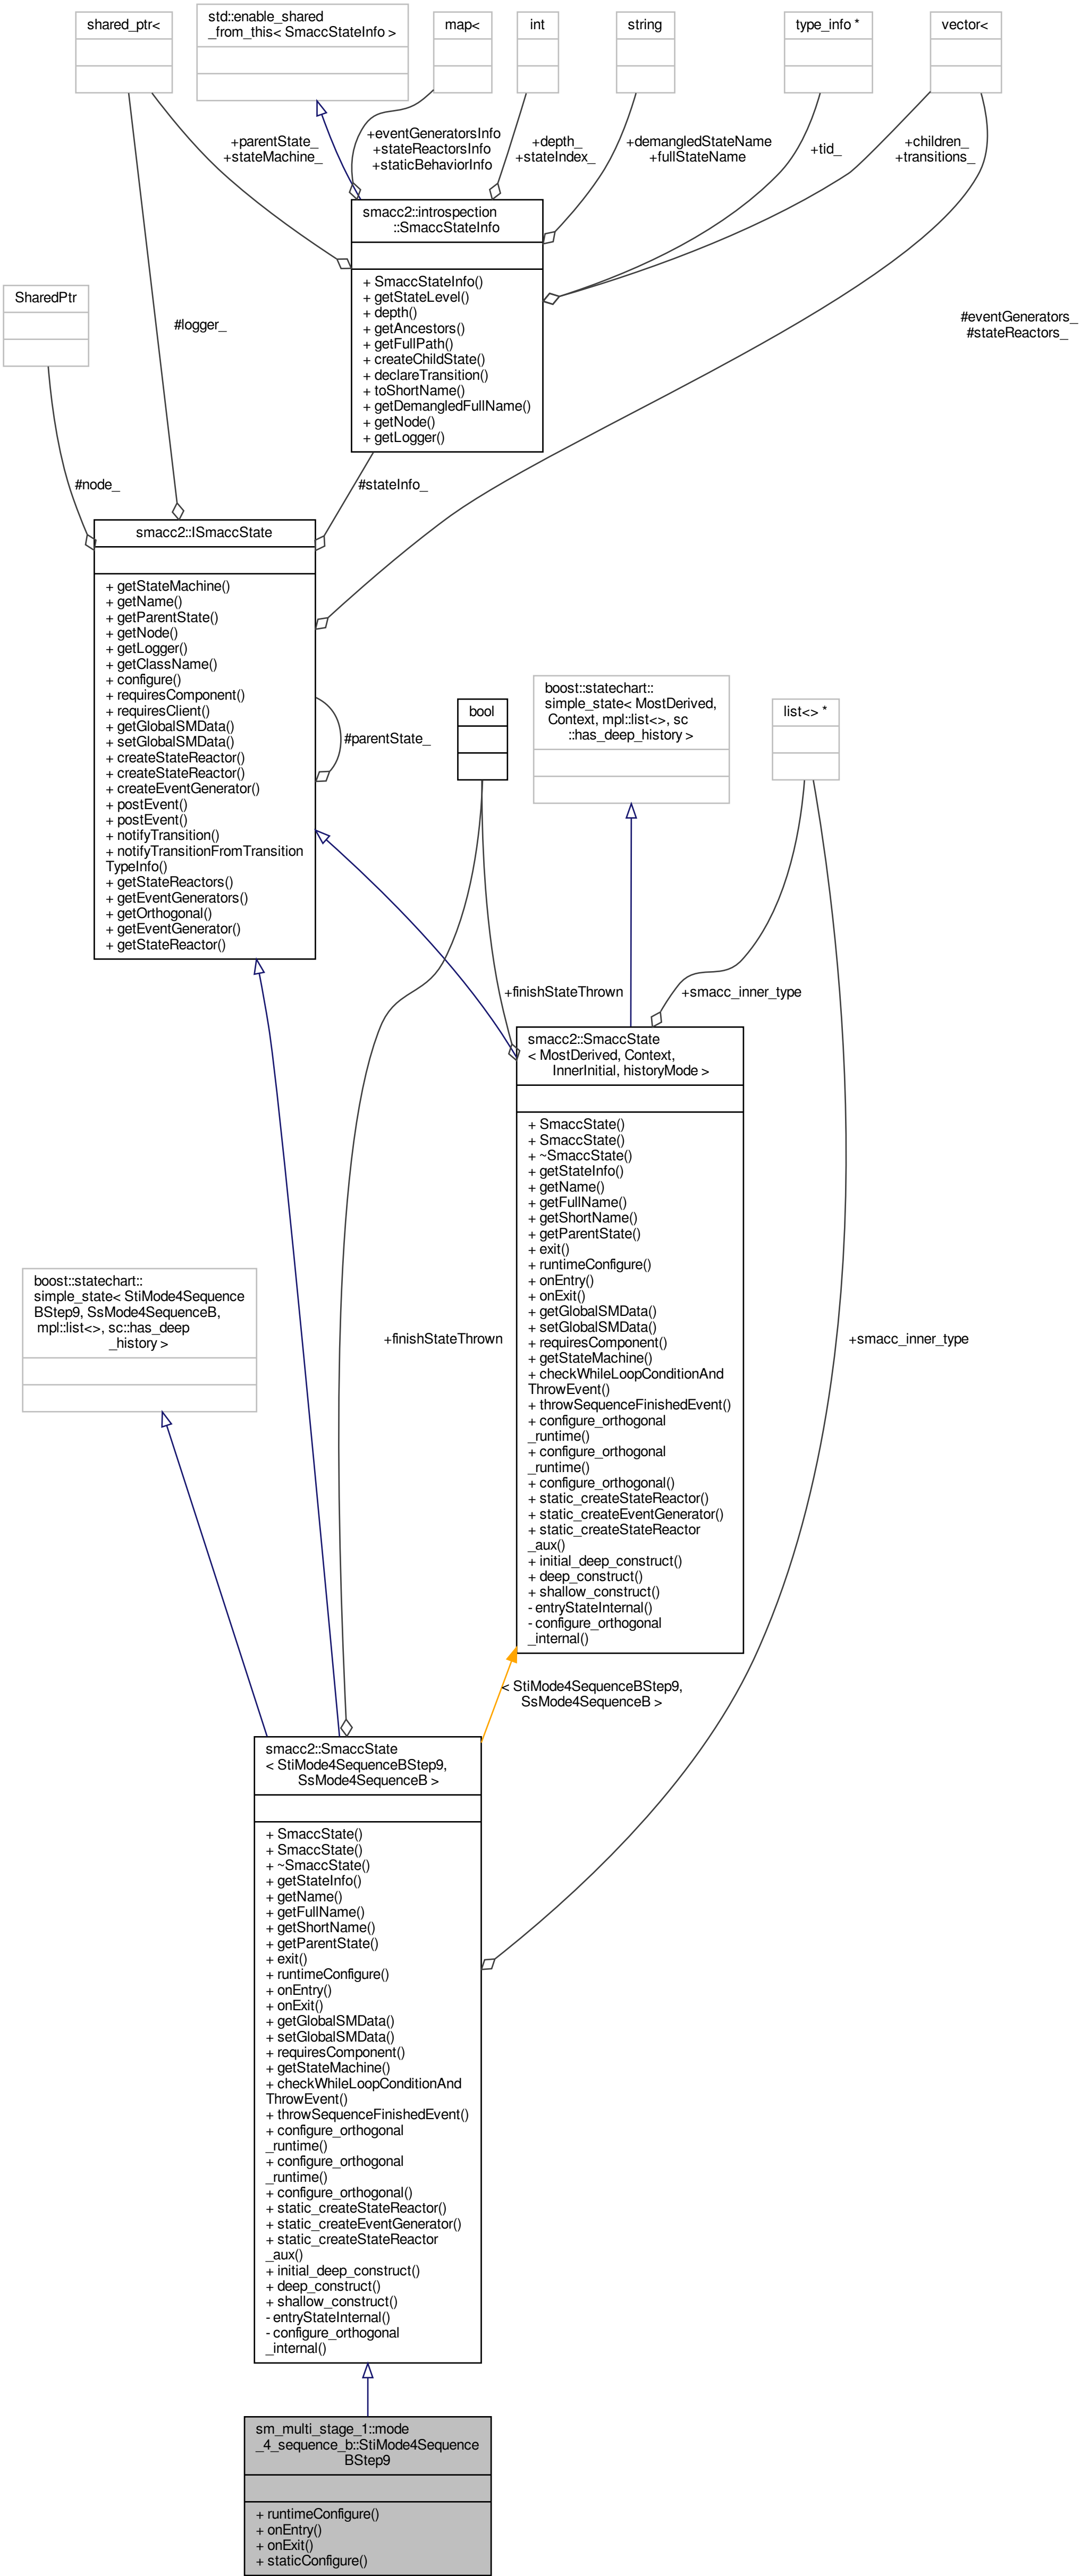 shared_ptr<
std::enable_shared
_from_this< SmaccStateInfo >
map<
int
string
type_info *
vector<
+parentState_
+stateMachine_
+eventGeneratorsInfo
+stateReactorsInfo
+staticBehaviorInfo
+depth_
+stateIndex_
+demangledStateName
+fullStateName
+tid_
+children_
+transitions_
smacc2::introspection
::SmaccStateInfo
+ SmaccStateInfo()
+ getStateLevel()
+ depth()
+ getAncestors()
+ getFullPath()
+ createChildState()
+ declareTransition()
+ toShortName()
+ getDemangledFullName()
+ getNode()
+ getLogger()
SharedPtr
#logger_
#eventGenerators_
#stateReactors_
#node_
#stateInfo_
smacc2::ISmaccState
+ getStateMachine()
+ getName()
+ getParentState()
+ getNode()
+ getLogger()
+ getClassName()
+ configure()
+ requiresComponent()
+ requiresClient()
+ getGlobalSMData()
+ setGlobalSMData()
+ createStateReactor()
+ createStateReactor()
+ createEventGenerator()
+ postEvent()
+ postEvent()
+ notifyTransition()
+ notifyTransitionFromTransition
TypeInfo()
+ getStateReactors()
+ getEventGenerators()
+ getOrthogonal()
+ getEventGenerator()
+ getStateReactor()
#parentState_
bool
boost::statechart::
simple_state< MostDerived,
Context, mpl::list<>, sc
::has_deep_history >
list<> *
+finishStateThrown
+smacc_inner_type
smacc2::SmaccState
< MostDerived, Context,
InnerInitial, historyMode >
+ SmaccState()
+ SmaccState()
+ ~SmaccState()
+ getStateInfo()
+ getName()
+ getFullName()
+ getShortName()
+ getParentState()
+ exit()
+ runtimeConfigure()
+ onEntry()
+ onExit()
+ getGlobalSMData()
+ setGlobalSMData()
+ requiresComponent()
+ getStateMachine()
+ checkWhileLoopConditionAnd
ThrowEvent()
+ throwSequenceFinishedEvent()
+ configure_orthogonal
_runtime()
+ configure_orthogonal
_runtime()
+ configure_orthogonal()
+ static_createStateReactor()
+ static_createEventGenerator()
+ static_createStateReactor
_aux()
+ initial_deep_construct()
+ deep_construct()
+ shallow_construct()
- entryStateInternal()
- configure_orthogonal
_internal()
boost::statechart::
simple_state< StiMode4Sequence
BStep9, SsMode4SequenceB,
mpl::list<>, sc::has_deep
_history >
+finishStateThrown
+smacc_inner_type
< StiMode4SequenceBStep9,
SsMode4SequenceB >
smacc2::SmaccState
< StiMode4SequenceBStep9,
SsMode4SequenceB >
+ SmaccState()
+ SmaccState()
+ ~SmaccState()
+ getStateInfo()
+ getName()
+ getFullName()
+ getShortName()
+ getParentState()
+ exit()
+ runtimeConfigure()
+ onEntry()
+ onExit()
+ getGlobalSMData()
+ setGlobalSMData()
+ requiresComponent()
+ getStateMachine()
+ checkWhileLoopConditionAnd
ThrowEvent()
+ throwSequenceFinishedEvent()
+ configure_orthogonal
_runtime()
+ configure_orthogonal
_runtime()
+ configure_orthogonal()
+ static_createStateReactor()
+ static_createEventGenerator()
+ static_createStateReactor
_aux()
+ initial_deep_construct()
+ deep_construct()
+ shallow_construct()
- entryStateInternal()
- configure_orthogonal
_internal()
sm_multi_stage_1::mode
_4_sequence_b::StiMode4Sequence
BStep9
+ runtimeConfigure()
+ onEntry()
+ onExit()
+ staticConfigure()